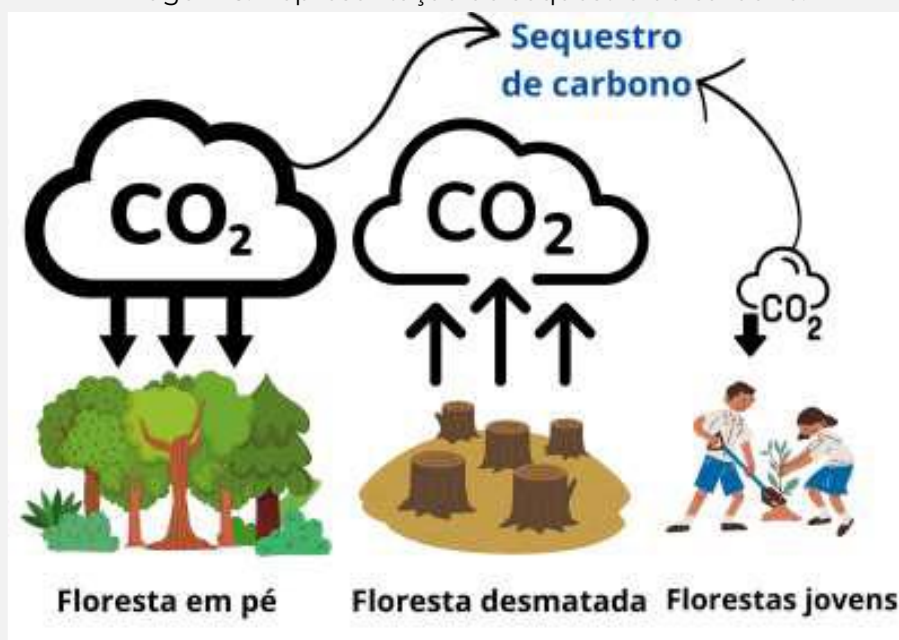 Sequestro
de carbono
CO₂
CO₂
CO₂
Floresta em pé
Floresta desmatada
Florestas jovens